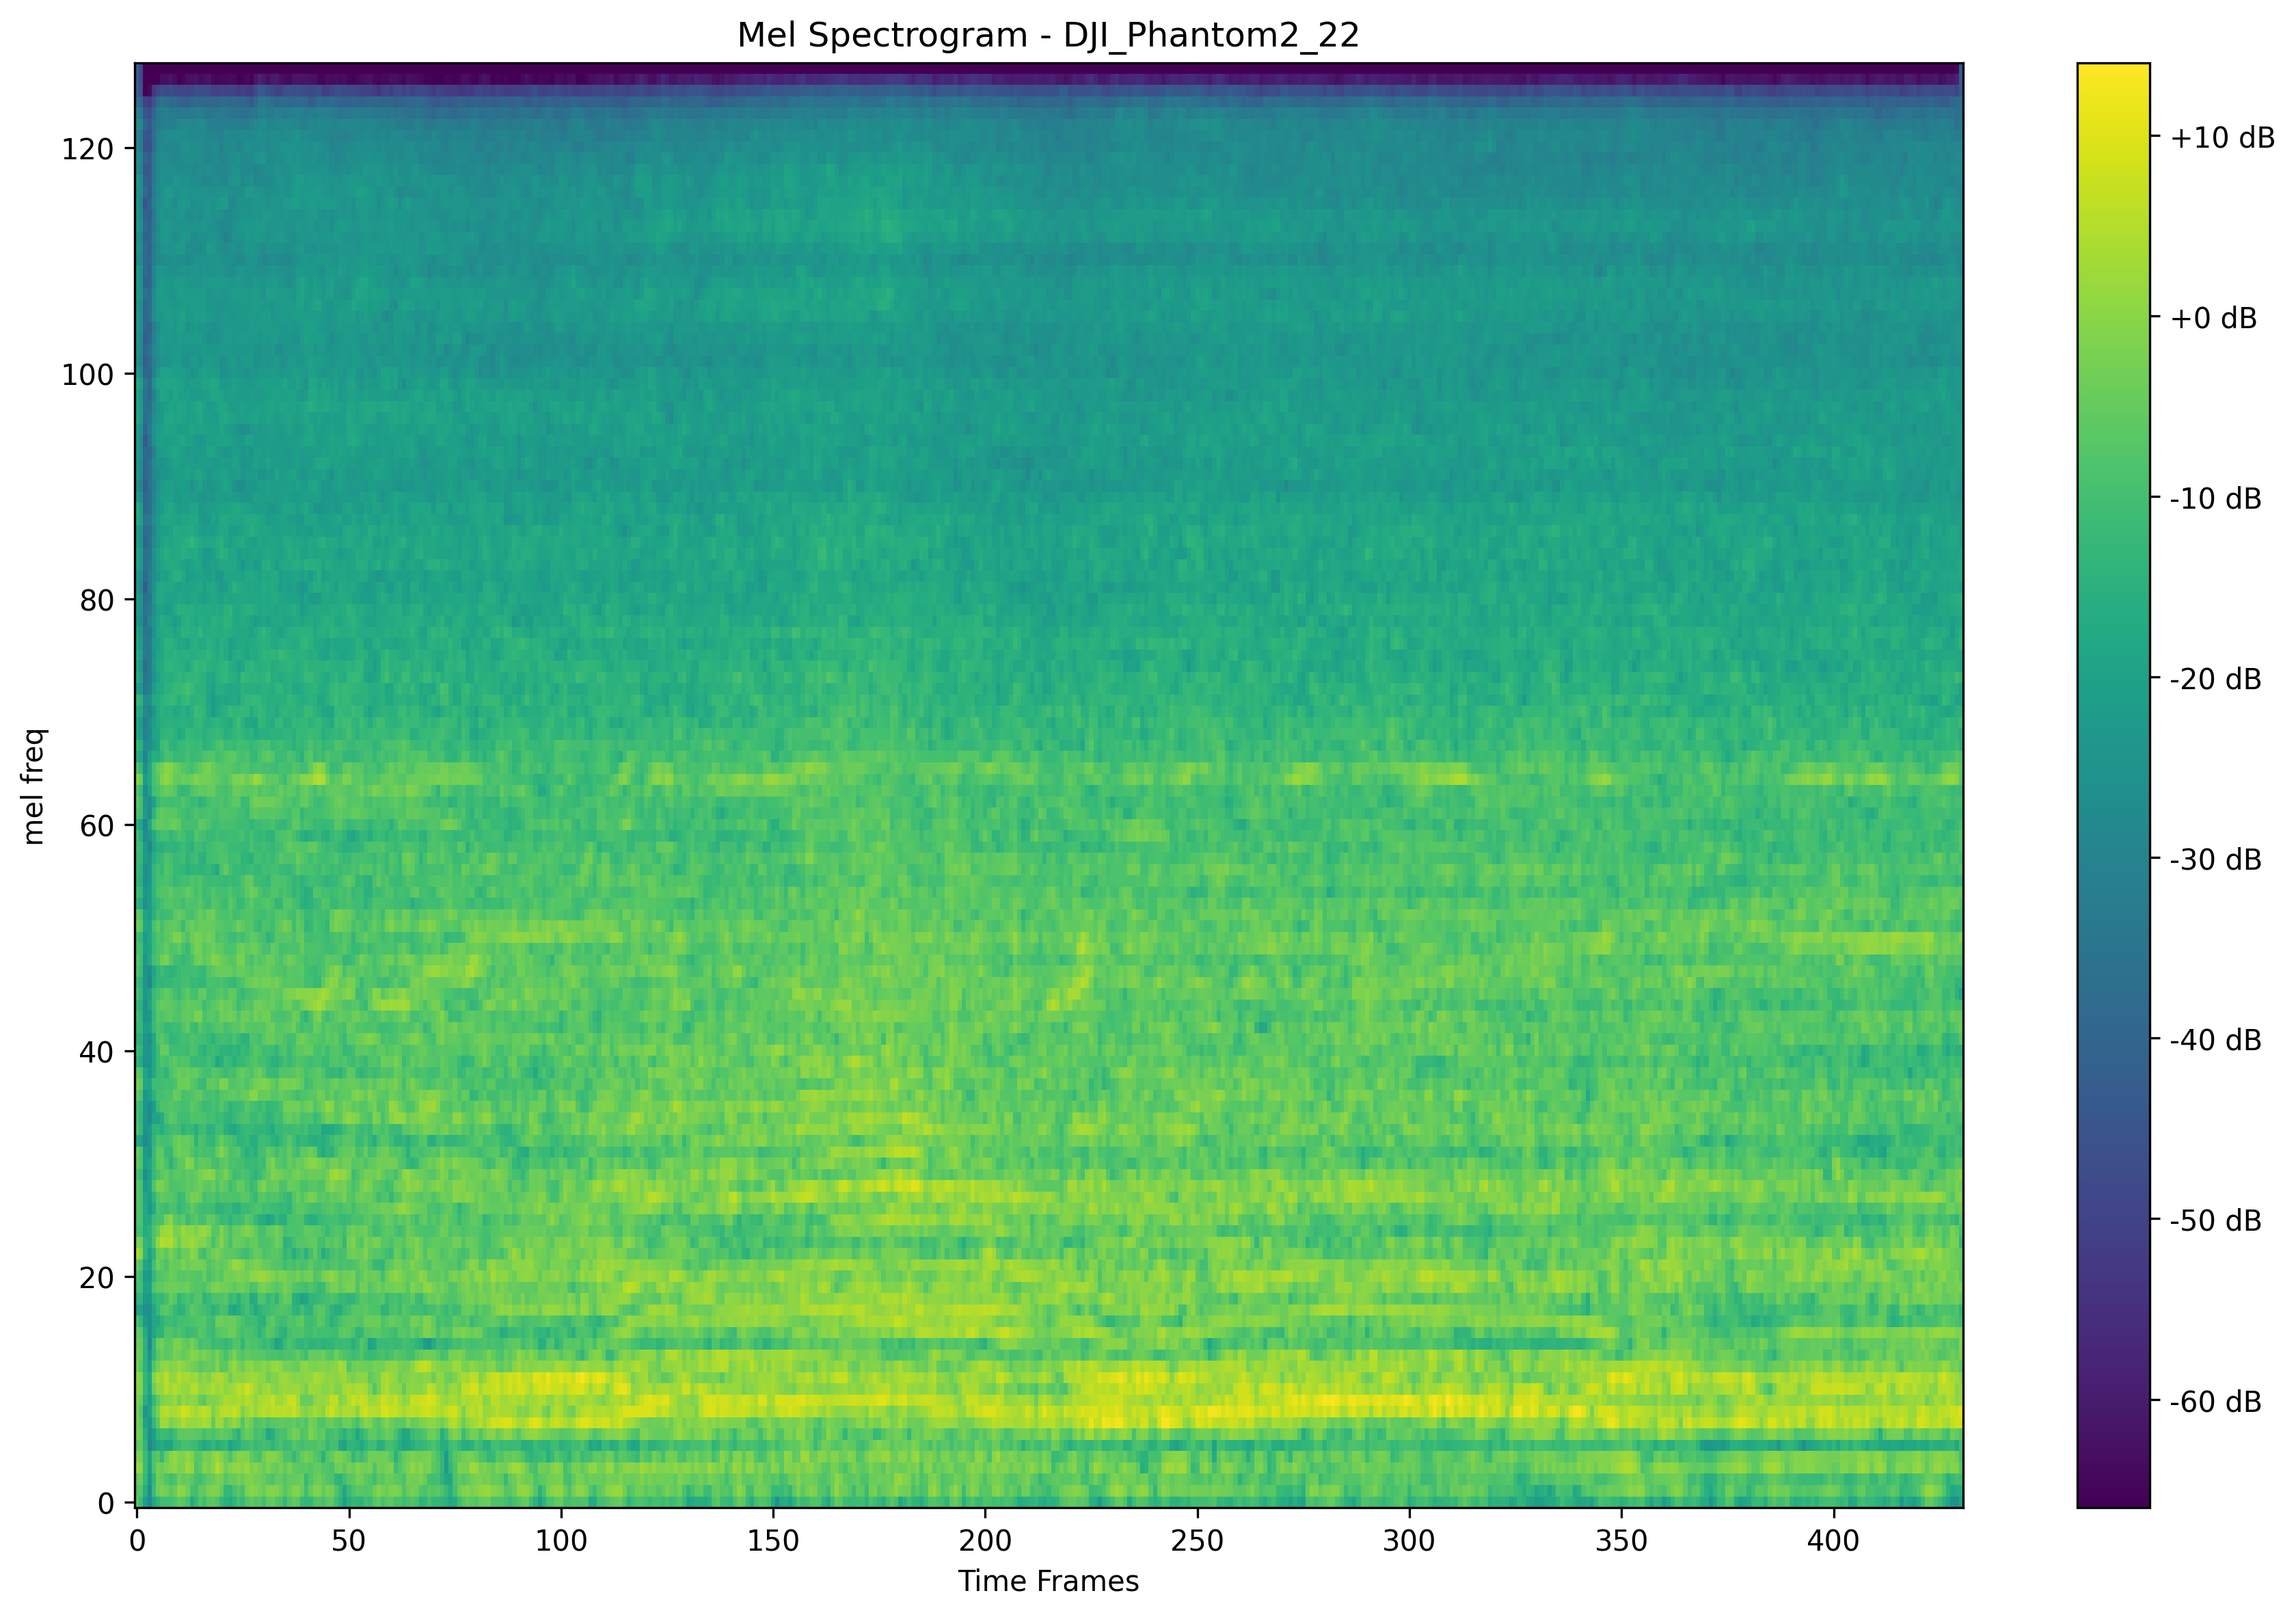 Mel Spectrogram - DJI_Phantom2_22
mel freq
120
100
80
60
40
20
0
0 50 100 150 200 250 300 350 400
Time Frames
+10 dB
+0 dB
-10 dB
-20 dB
-30 dB
-40 dB
-50 dB
-60 dB